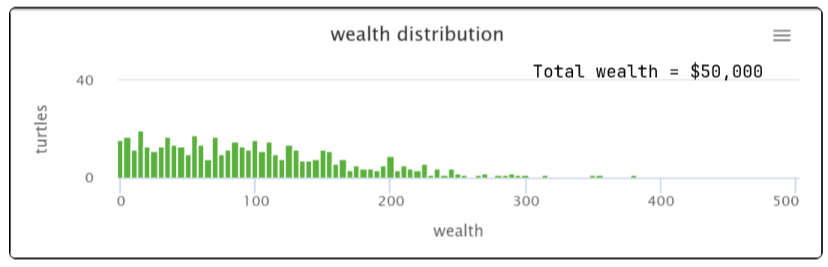 wealth distribution
Total wealth = $50,000
40
turtles
0
0 100 200 300 400 500
wealth